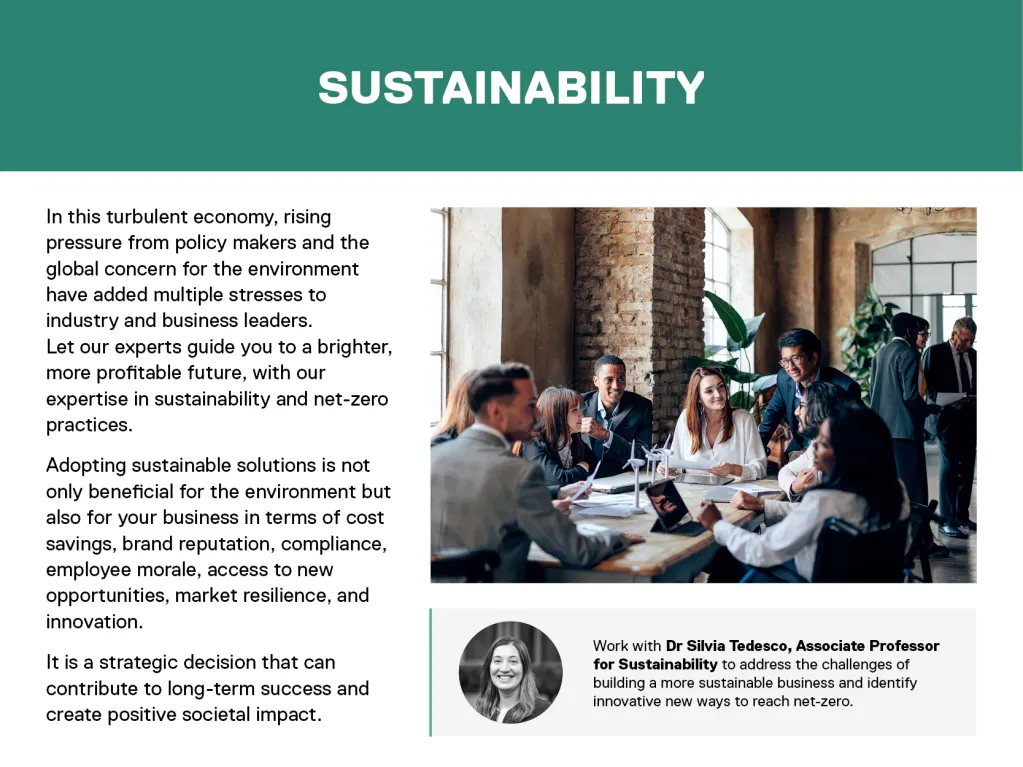 SUSTAINABILITY
In this turbulent economy, rising
pressure from policy makers and the
global concern for the environment
have added multiple stresses to
industry and business leaders.
Let our experts guide you to a brighter,
more profitable future, with our
expertise in sustainability and net-zero
practices.
Adopting sustainable solutions is not
only beneficial for the environment but
also for your business in terms of cost
savings, brand reputation, compliance,
employee morale, access to new
opportunities, market resilience, and
innovation.
It is a strategic decision that can
contribute to long-term success and
create positive societal impact.
Work with Dr Silvia Tedesco, Associate Professor
for Sustainability to address the challenges of
building a more sustainable business and identify
innovative new ways to reach net-zero.